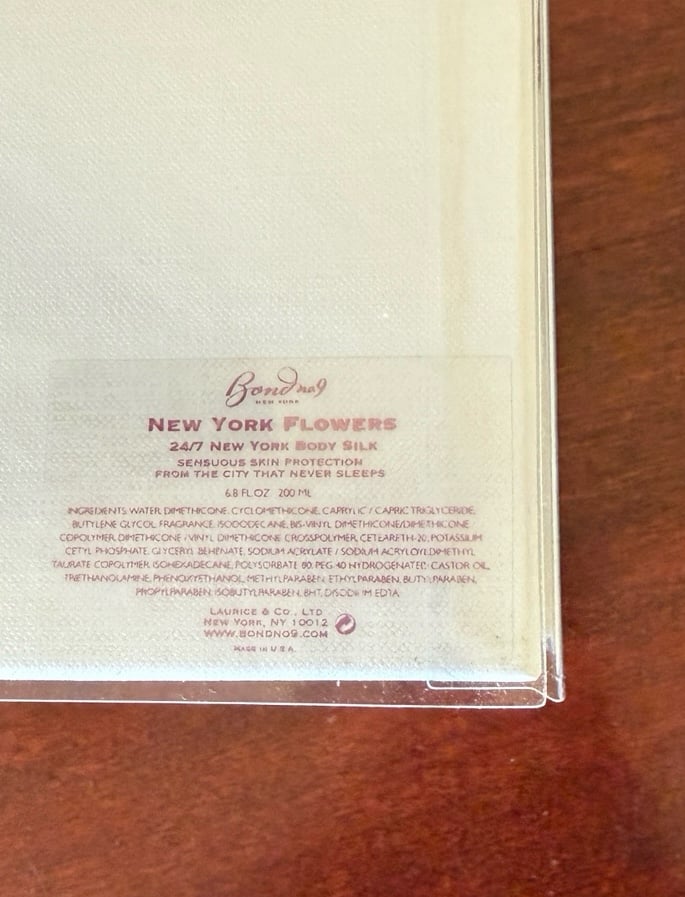 Bond no9
NEW YORK
NEW YORK FLOWERS
24/7 NEW YORK BODY SILK
SENSUOUS SKIN PROTECTION
FROM THE CITY THAT NEVER SLEEPS
6.8 FL.OZ 200 ML
INGREDIENTS: WATER, DIMETHICONE, CYCLOMETHICONE, CAPRYLIC / CAPRIC TRIGLYCERIDE,
BUTYLENE GLYCOL, FRAGRANCE, ISODODECANE, BIS-VINYL DIMETHICONE/DIMETHICONE
COPOLYMER, DIMETHICONE / VINYL DIMETHICONE CROSSPOLYMER, CETEARETH-20, POTASSIUM
CETYL PHOSPHATE, GLYCERYL BEHENATE, SODIUM ACRYLATE / SODIUM ACRYLOYLDIMETHYL
TAURATE COPOLYMER, ISOHEXADECANE, POLYSORBATE 80, PEG 40 HYDROGENATED CASTOR OIL,
TRIETHANOLAMINE, PHENOXYETHANOL, METHYLPARABEN, ETHYLPARABEN, BUTYLPARABEN,
PROPYLPARABEN, ISOBUTYLPARABEN, BHT, DISODIUM EDTA.
LAURICE & CO., LTD
NEW YORK, NY 10012
WWW.BONDNO9.COM
MADE IN U.S.A.